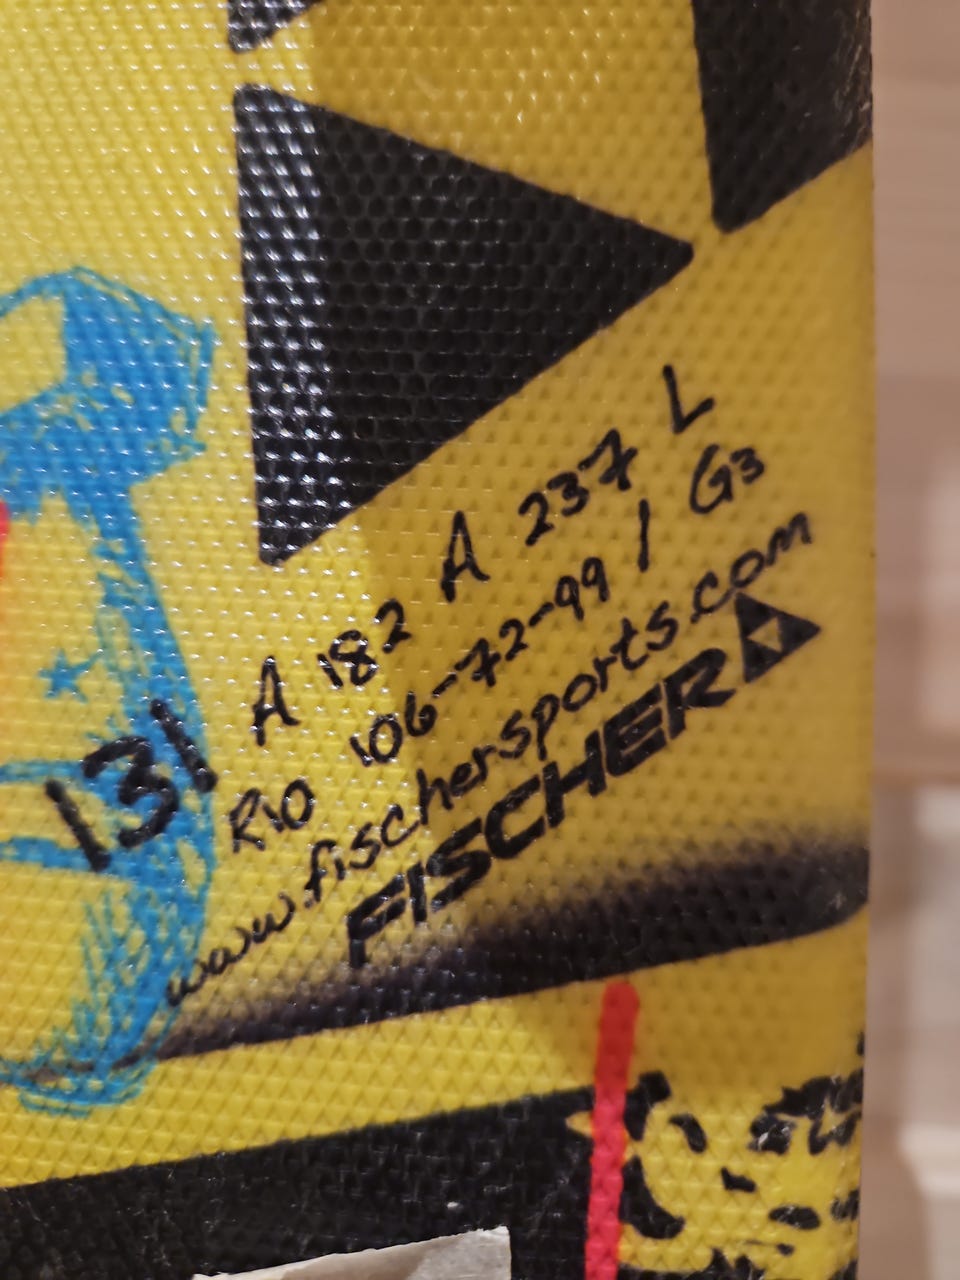 131
A 182 A 237 L
R10 106-72-99 / G3
www.fischersports.com
FISCHER